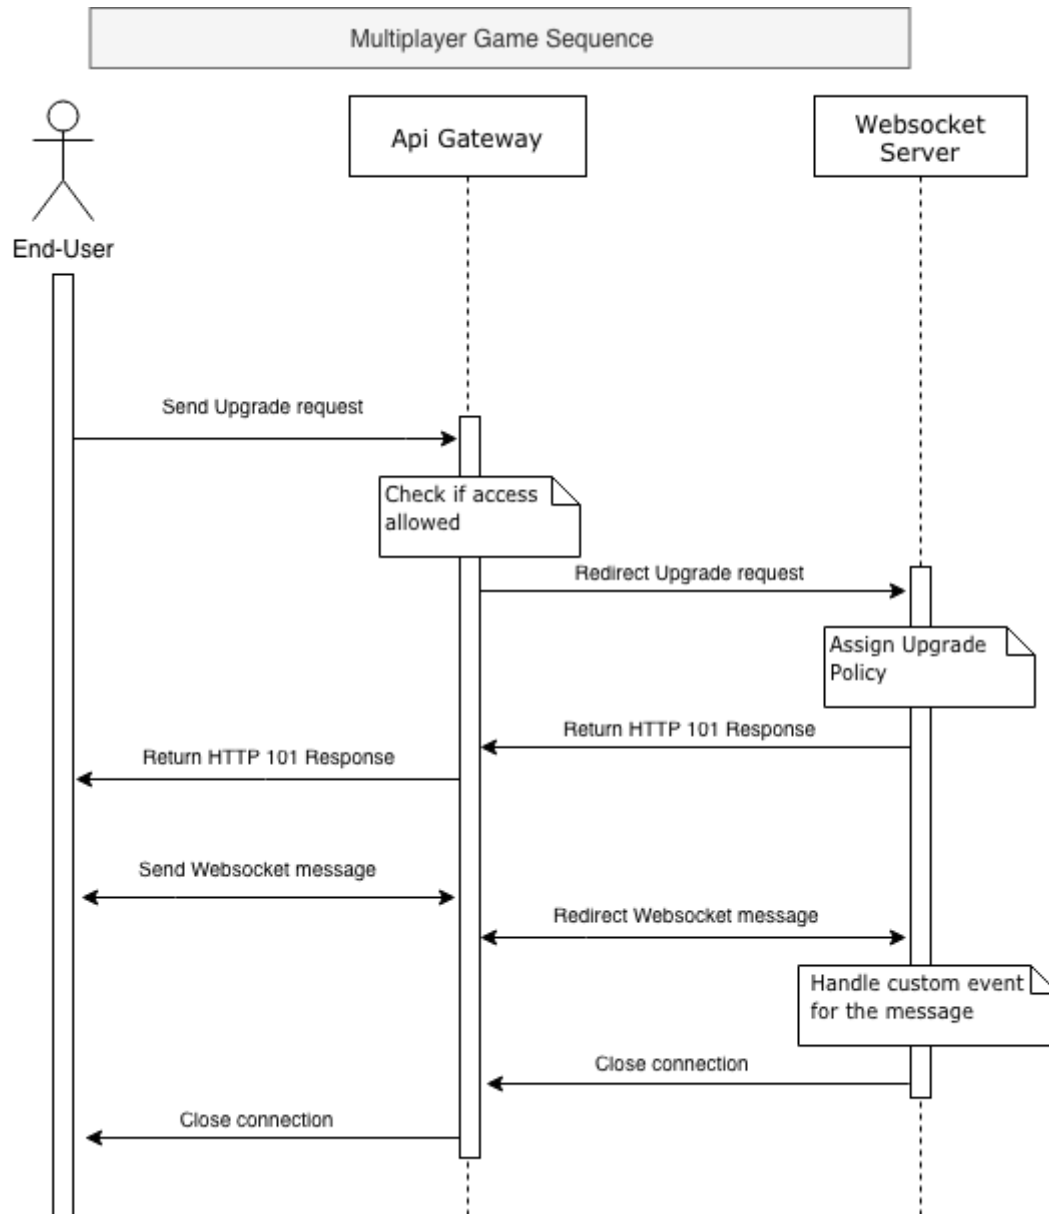 Multiplayer Game Sequence
Api Gateway
Websocket
Server
End-User
Send Upgrade request
Check if access
allowed
Redirect Upgrade request
Assign Upgrade
Policy
Return HTTP 101 Response
Return HTTP 101 Response
Send Websocket message
Redirect Websocket message
Handle custom event
for the message
Close connection
Close connection